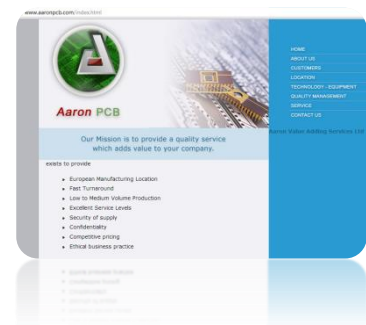 www.aaronpcb.com/index.html
HOME
ABOUT US
CUSTOMERS
LOCATION
TECHNOLOGY - EQUIPMENT
QUALITY MANAGEMENT
SERVICE
CONTACT US
Aaron PCB
Aaron Value Adding Services Ltd
Our Mission is to provide a quality service
which adds value to your company.
exists to provide
European Manufacturing Location
Fast Turnaround
Low to Medium Volume Production
Excellent Service Levels
Security of supply
Confidentiality
Competitive pricing
Ethical business practice